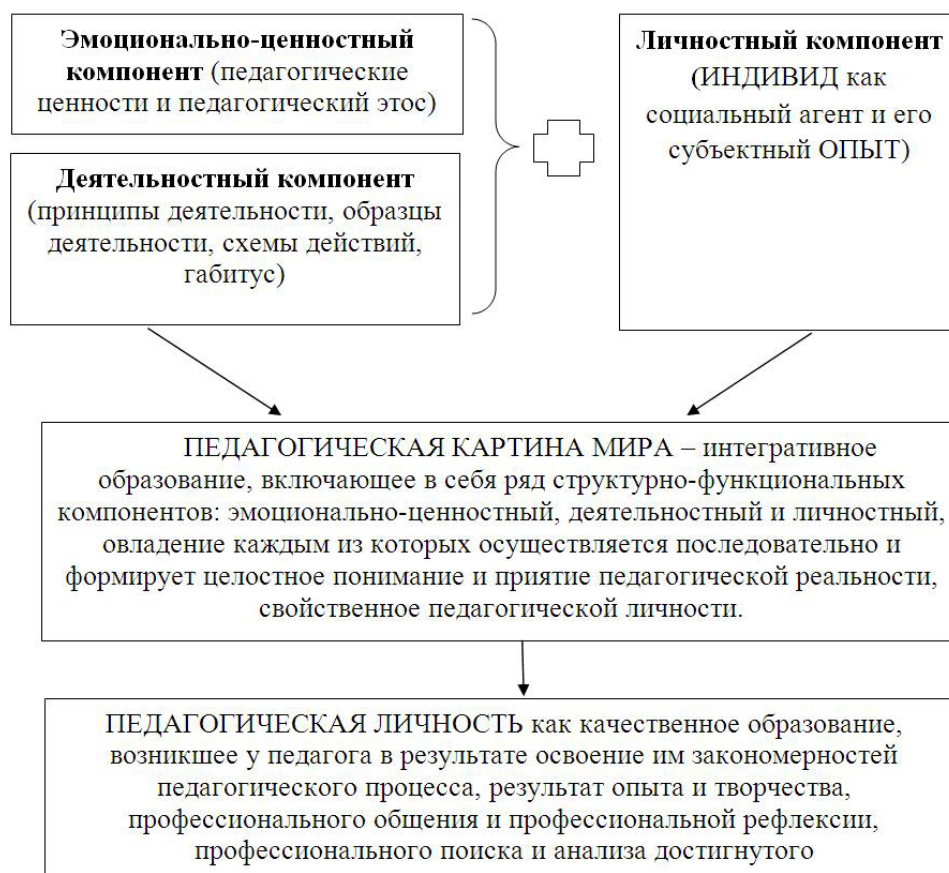 Эмоционально-ценностный
компонент (педагогические
ценности и педагогический этос)
Деятельностный компонент
(принципы деятельности, образцы
деятельности, схемы действий,
габитус)
Личностный компонент
(ИНДИВИД как
социальный агент и его
субъектный ОПЫТ)
ПЕДАГОГИЧЕСКАЯ КАРТИНА МИРА – интегративное
образование, включающее в себя ряд структурно-функциональных
компонентов: эмоционально-ценностный, деятельностный и личностный,
овладение каждым из которых осуществляется последовательно и
формирует целостное понимание и приятие педагогической реальности,
свойственное педагогической личности.
ПЕДАГОГИЧЕСКАЯ ЛИЧНОСТЬ как качественное образование,
возникшее у педагога в результате освоение им закономерностей
педагогического процесса, результат опыта и творчества,
профессионального общения и профессиональной рефлексии,
профессионального поиска и анализа достигнутого